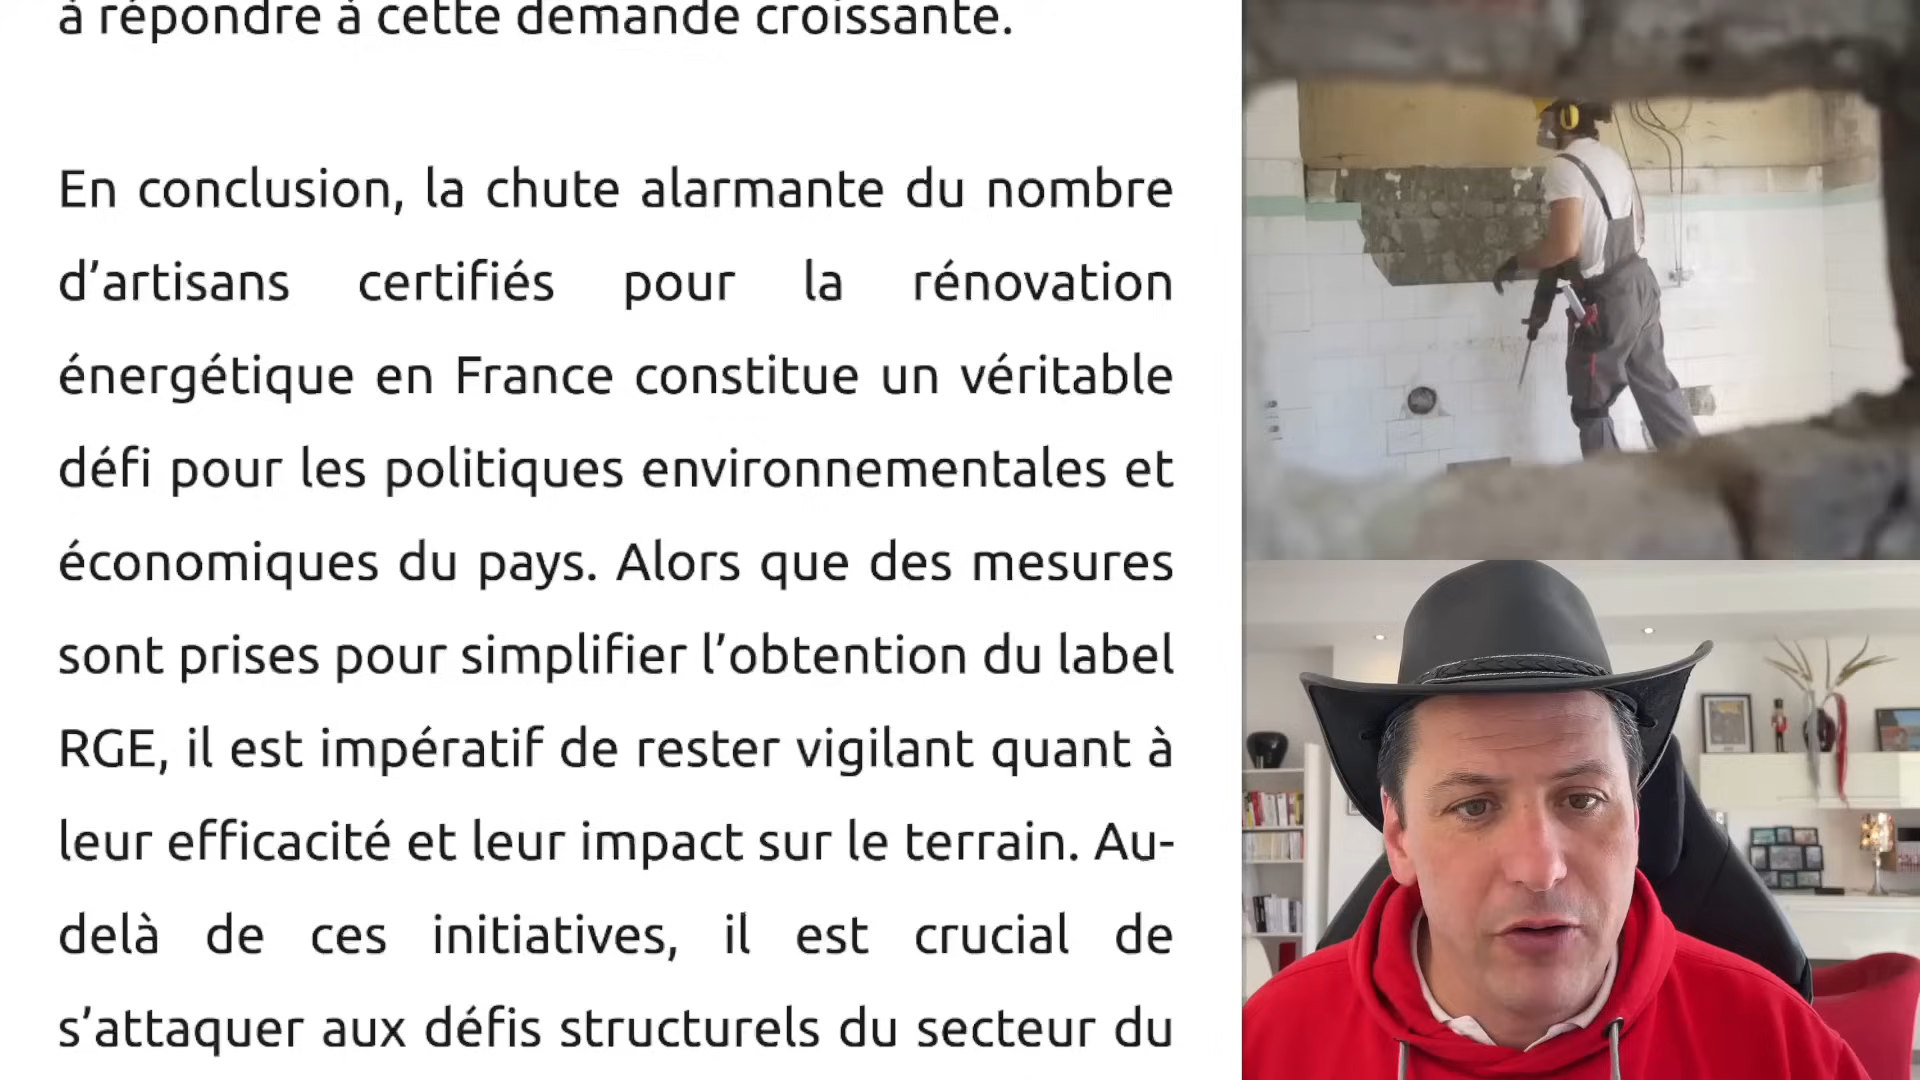 à répondre à cette demande croissante.
En conclusion, la chute alarmante du nombre
d’artisans certifiés pour la rénovation
énergétique en France constitue un véritable
défi pour les politiques environnementales et
économiques du pays. Alors que des mesures
sont prises pour simplifier l’obtention du label
RGE, il est impératif de rester vigilant quant à
leur efficacité et leur impact sur le terrain. Au-
delà de ces initiatives, il est crucial de
s’attaquer aux défis structurels du secteur du